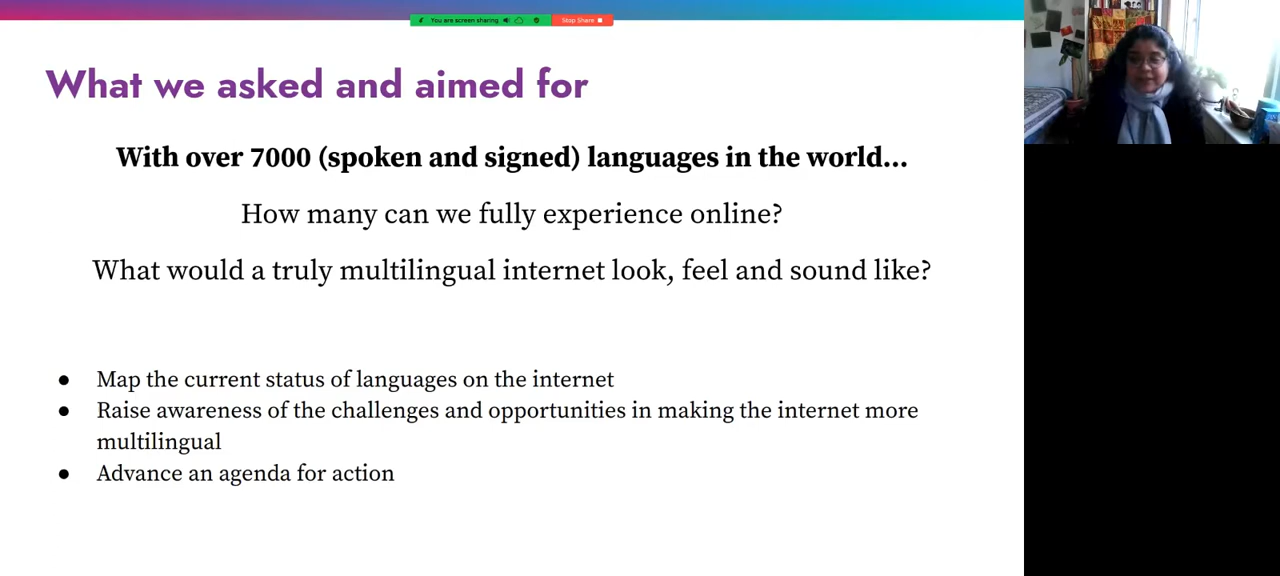 You are screen sharing
Stop Share
What we asked and aimed for
With over 7000 (spoken and signed) languages in the world...
How many can we fully experience online?
What would a truly multilingual internet look, feel and sound like?
● Map the current status of languages on the internet
● Raise awareness of the challenges and opportunities in making the internet more
multilingual
● Advance an agenda for action